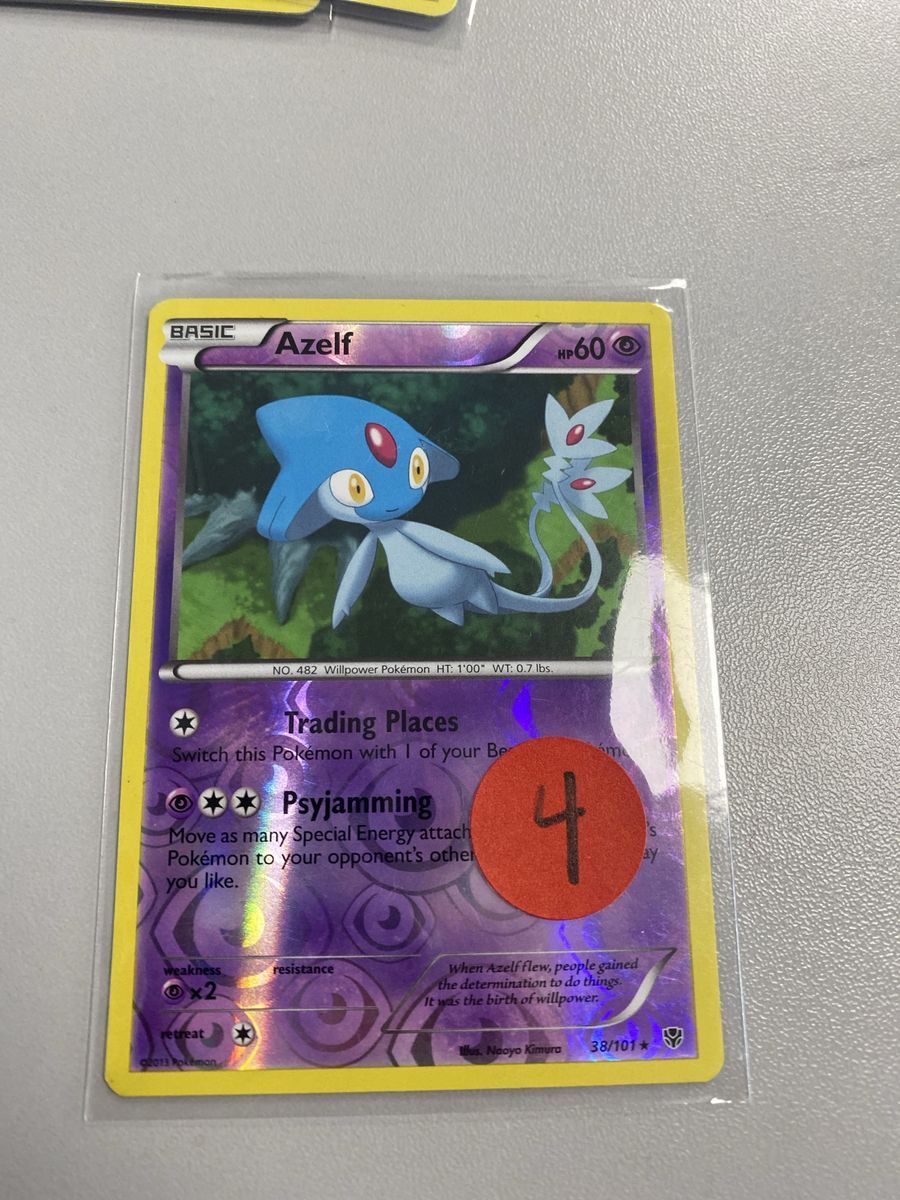 BASIC Azelf HP60
NO. 482 Willpower Pokémon HT: 1'00" WT: 0.7 lbs.
Trading Places
Switch this Pokémon with 1 of your Be
Psyjamming
Move as many Special Energy attach 's
Pokémon to your opponent's other ay
you like.
weakness resistance
×2
When Azelf flew, people gained
the determination to do things.
It was the birth of willpower.
retreat
Illus. Naoyo Kimura 38/101 ★
©2013 Pokémon
4